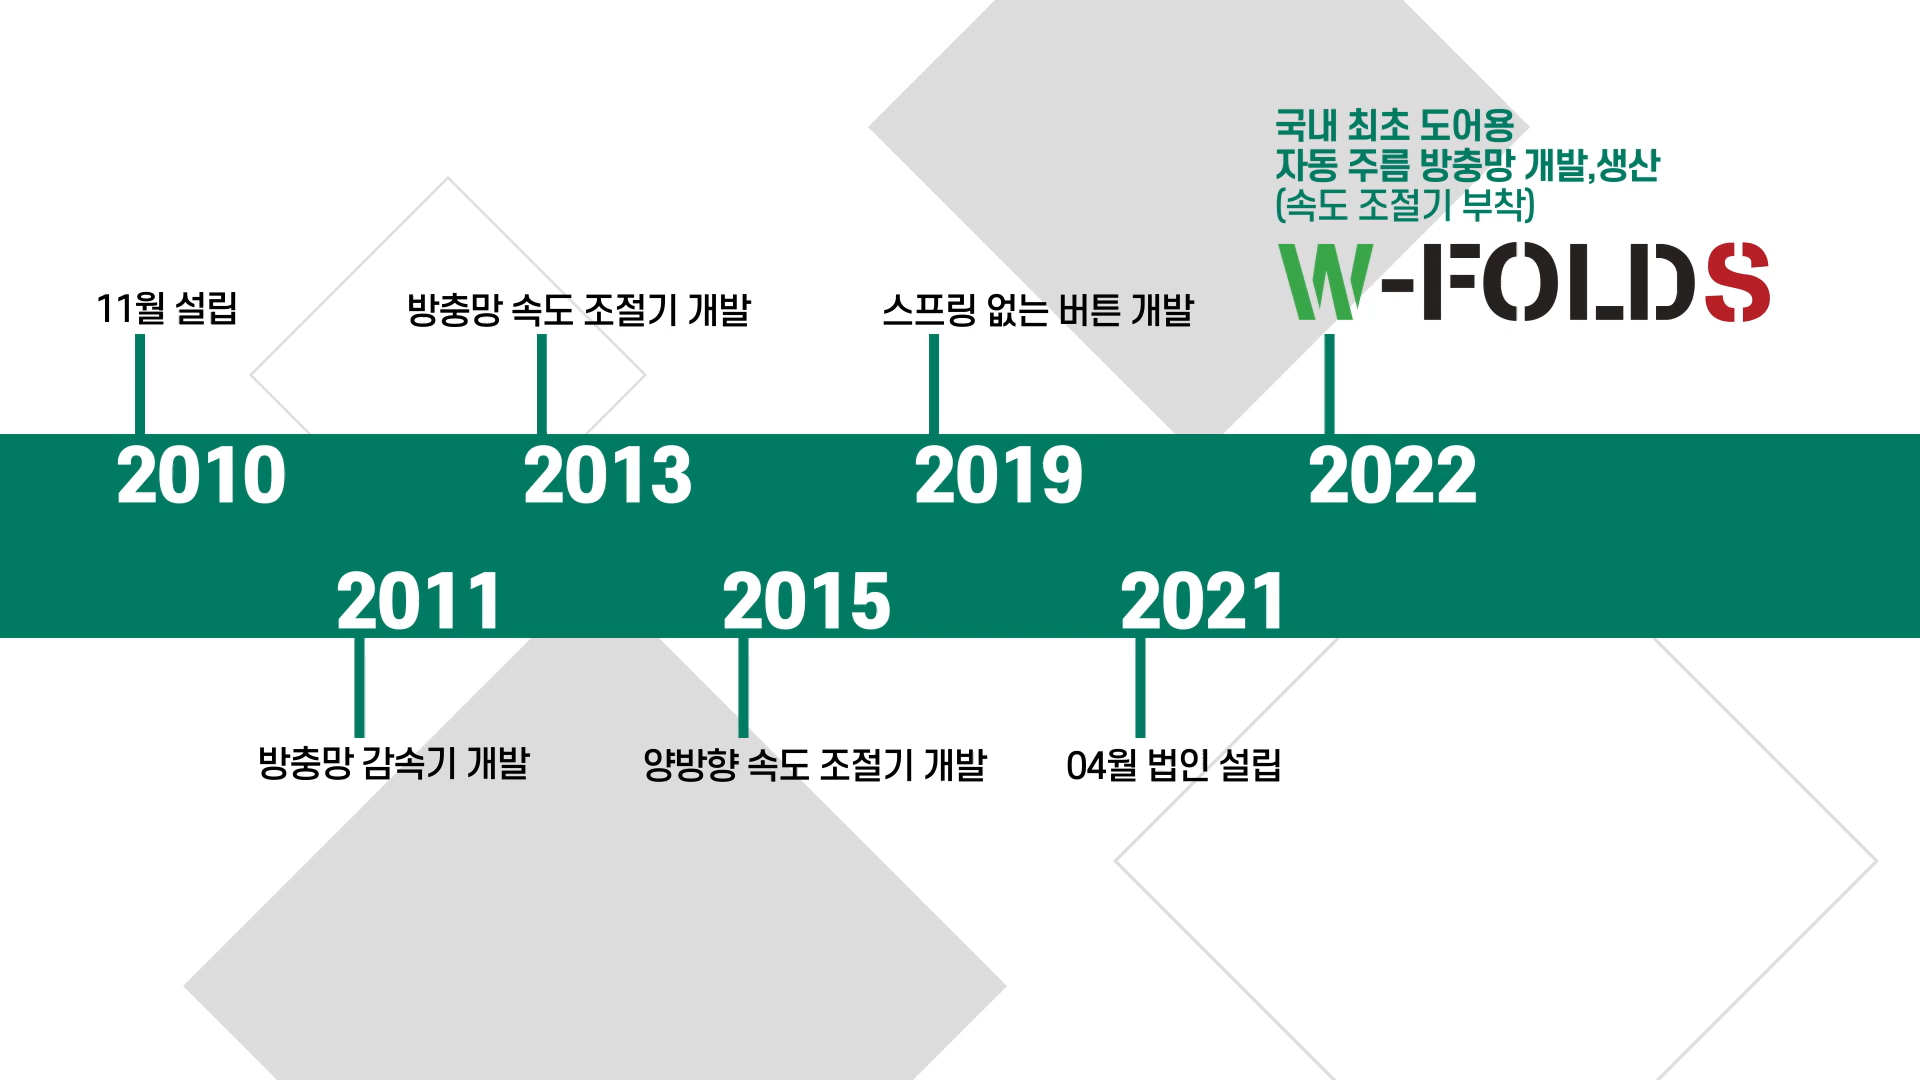 국내 최초 도어용
자동 주름 방충망 개발,생산
(속도 조절기 부착)
W-FOLDS
11월 설립
방충망 속도 조절기 개발
스프링 없는 버튼 개발
2010
2013
2019
2022
2011
2015
2021
방충망 감속기 개발
양방향 속도 조절기 개발
04월 법인 설립